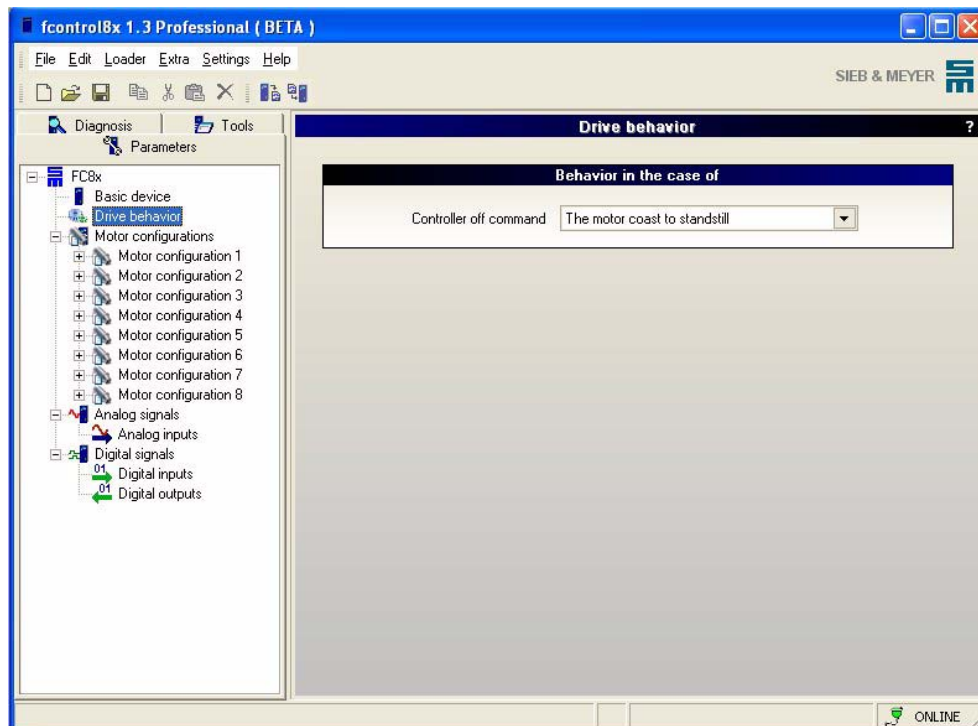 fcontrol8x 1.3 Professional ( BETA )
File Edit Loader Extra Settings Help
SIEB & MEYER
Diagnosis
Tools
Parameters
FC8x
Basic device
Drive behavior
Motor configurations
Motor configuration 1
Motor configuration 2
Motor configuration 3
Motor configuration 4
Motor configuration 5
Motor configuration 6
Motor configuration 7
Motor configuration 8
Analog signals
Analog inputs
Digital signals
01 Digital inputs
01 Digital outputs
Drive behavior ?
Behavior in the case of
Controller off command The motor coast to standstill
ONLINE